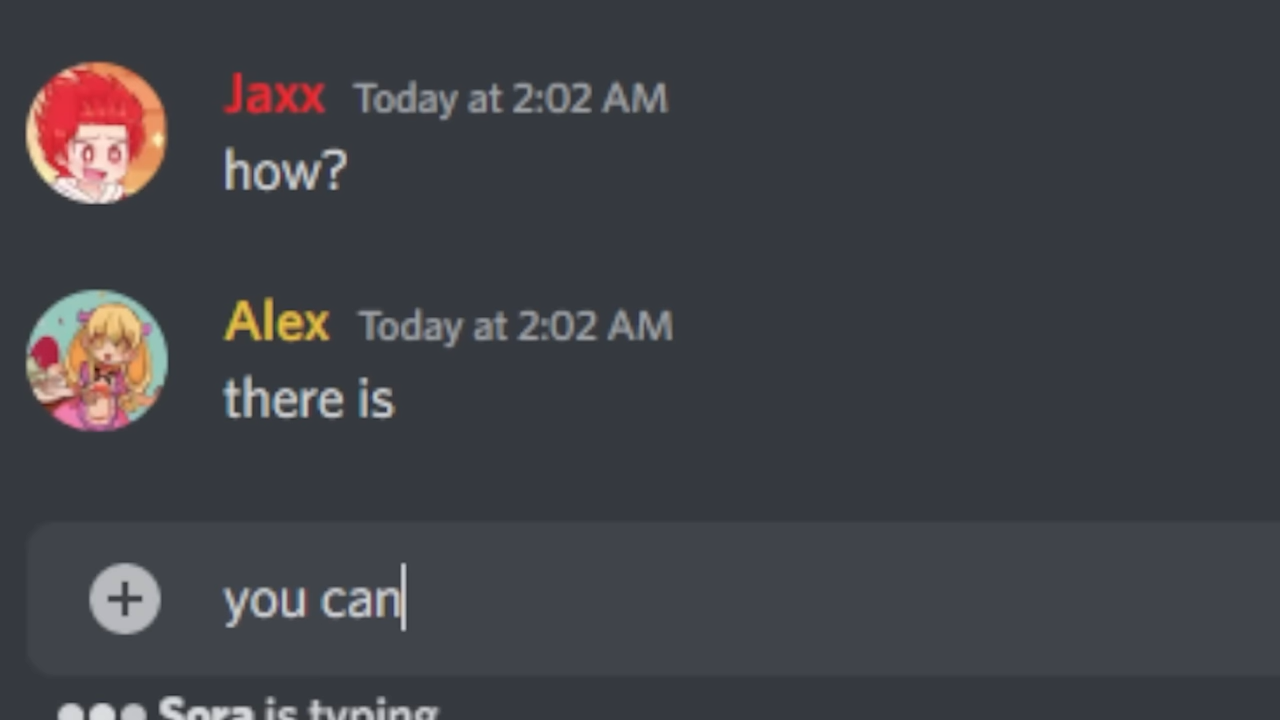 Jaxx Today at 2:02 AM
how?
Alex Today at 2:02 AM
there is
you can
Sora is typing